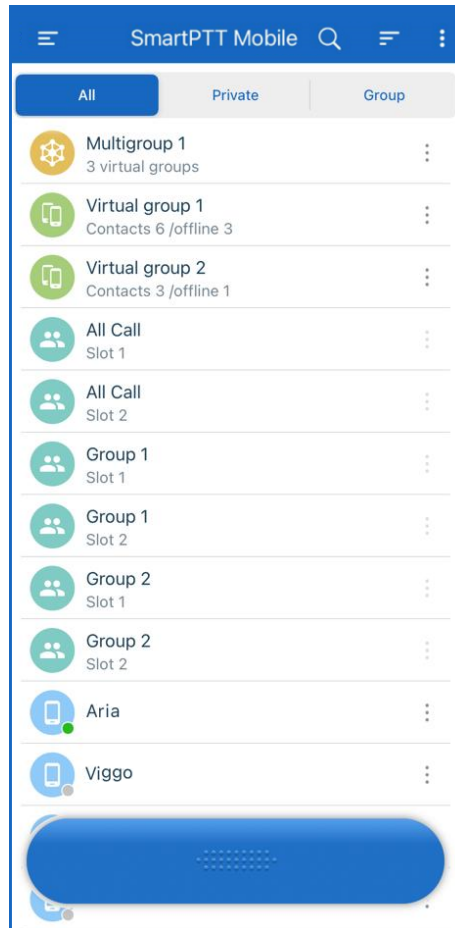 SmartPTT Mobile
All Private Group
Multigroup 1
3 virtual groups
Virtual group 1
Contacts 6 /offline 3
Virtual group 2
Contacts 3 /offline 1
All Call
Slot 1
All Call
Slot 2
Group 1
Slot 1
Group 1
Slot 2
Group 2
Slot 1
Group 2
Slot 2
Aria
Viggo